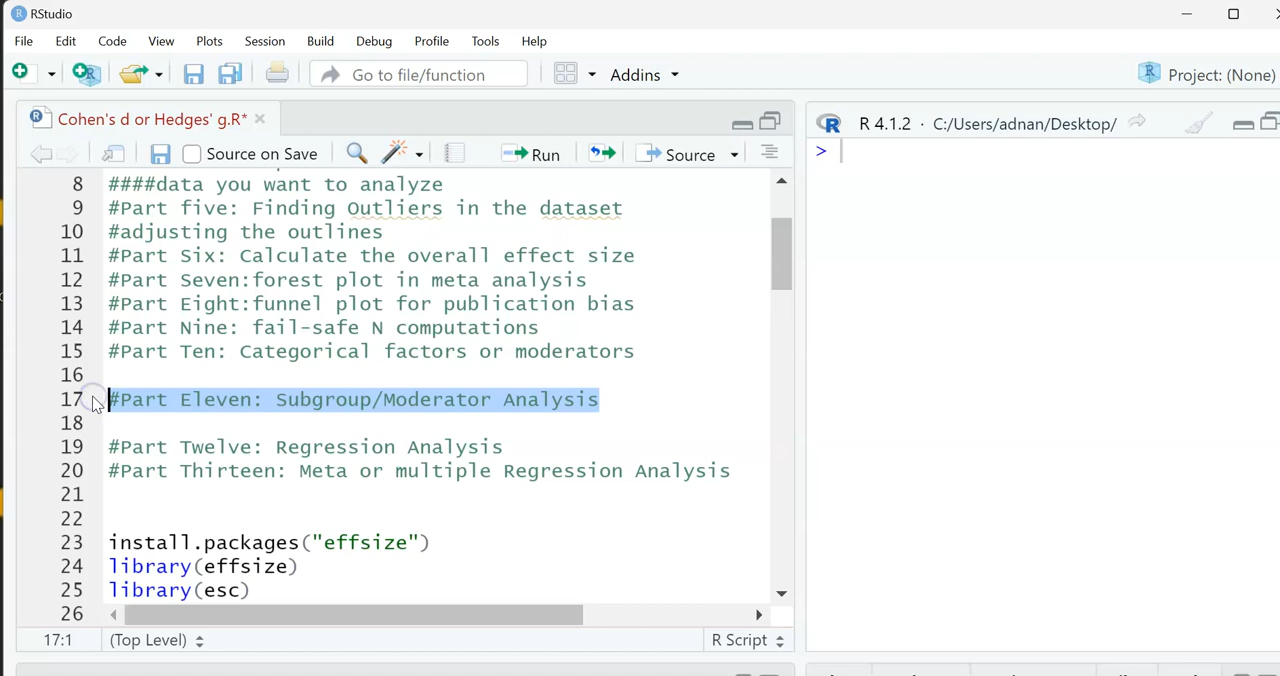 RStudio
File Edit Code View Plots Session Build Debug Profile Tools Help
Go to file/function Addins Project: (None)
Cohen's d or Hedges' g.R*
R 4.1.2 · C:/Users/adnan/Desktop/
Source on Save Run Source
>
8 ####data you want to analyze
9 #Part five: Finding Outliers in the dataset
10 #adjusting the outlines
11 #Part Six: Calculate the overall effect size
12 #Part Seven:forest plot in meta analysis
13 #Part Eight:funnel plot for publication bias
14 #Part Nine: fail-safe N computations
15 #Part Ten: Categorical factors or moderators
16
17 #Part Eleven: Subgroup/Moderator Analysis
18
19 #Part Twelve: Regression Analysis
20 #Part Thirteen: Meta or multiple Regression Analysis
21
22
23 install.packages("effsize")
24 library(effsize)
25 library(esc)
26
17:1 (Top Level) R Script